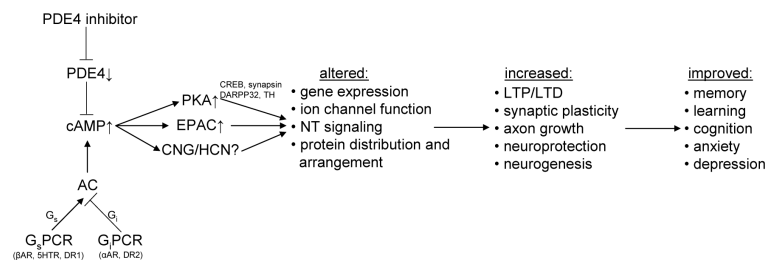 PDE4 inhibitor
PDE4↓
cAMP↑
AC
Gₛ
Gᵢ
GₛPCR
(βAR, 5HTR, DR1)
GᵢPCR
(αAR, DR2)
PKA↑
CREB, synapsin
DARPP32, TH
EPAC↑
CNG/HCN?
altered:
• gene expression
• ion channel function
• NT signaling
• protein distribution and
arrangement
increased:
• LTP/LTD
• synaptic plasticity
• axon growth
• neuroprotection
• neurogenesis
improved:
• memory
• learning
• cognition
• anxiety
• depression